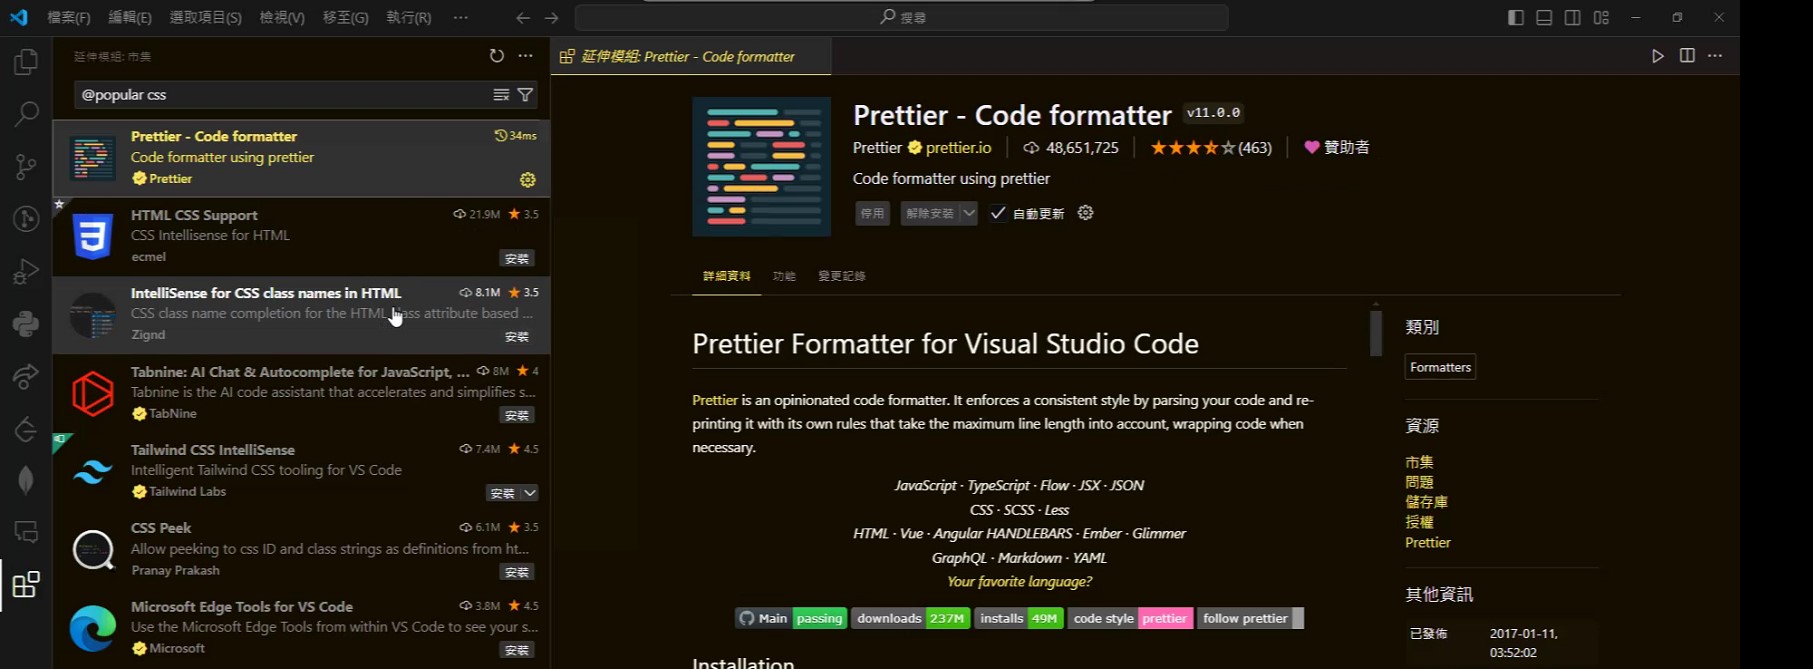 檔案(F) 編輯(E) 選取項目(S) 檢視(V) 移至(G) 執行(R) ··· 搜尋
延伸模組: 市集
@popular css
Prettier - Code formatter 34ms
Code formatter using prettier
Prettier
HTML CSS Support 21.9M 3.5
CSS Intellisense for HTML
ecmel 安裝
IntelliSense for CSS class names in HTML 8.1M 3.5
CSS class name completion for the HTML class attribute based ...
Zignd 安裝
Tabnine: AI Chat & Autocomplete for JavaScript, ... 8M 4
Tabnine is the AI code assistant that accelerates and simplifies s...
TabNine 安裝
Tailwind CSS IntelliSense 7.4M 4.5
Intelligent Tailwind CSS tooling for VS Code
Tailwind Labs 安裝
CSS Peek 6.1M 3.5
Allow peeking to css ID and class strings as definitions from ht...
Pranay Prakash 安裝
Microsoft Edge Tools for VS Code 3.8M 4.5
Use the Microsoft Edge Tools from within VS Code to see your s...
Microsoft 安裝
延伸模組: Prettier - Code formatter
Prettier - Code formatter v11.0.0
Prettier prettier.io 48,651,725 (463) 贊助者
Code formatter using prettier
停用 解除安裝 自動更新
詳細資料 功能 變更記錄
Prettier Formatter for Visual Studio Code
Prettier is an opinionated code formatter. It enforces a consistent style by parsing your code and re-
printing it with its own rules that take the maximum line length into account, wrapping code when
necessary.
JavaScript · TypeScript · Flow · JSX · JSON
CSS · SCSS · Less
HTML · Vue · Angular HANDLEBARS · Ember · Glimmer
GraphQL · Markdown · YAML
Your favorite language?
Main passing downloads 237M installs 49M code style prettier follow prettier
Installation
類別
Formatters
資源
市集
問題
儲存庫
授權
Prettier
其他資訊
已發佈 2017-01-11,
03:52:02